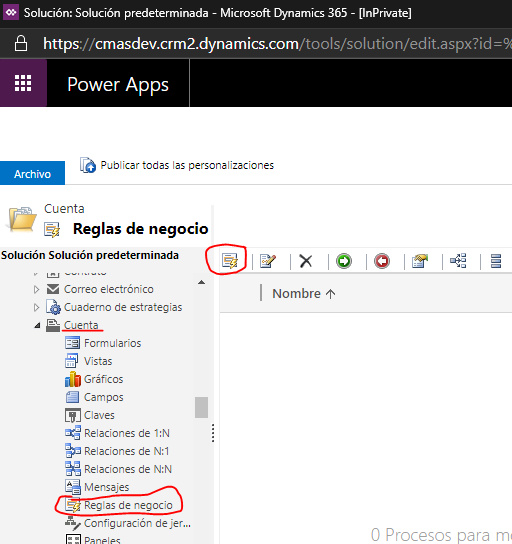 Solución: Solución predeterminada - Microsoft Dynamics 365 - [InPrivate]
https://cmasdev.crm2.dynamics.com/tools/solution/edit.aspx?id=%
Power Apps
Archivo
Publicar todas las personalizaciones
Cuenta
Reglas de negocio
Solución Solución predeterminada
Contrato
Correo electrónico
Cuaderno de estrategias
Cuenta
Formularios
Vistas
Gráficos
Campos
Claves
Relaciones de 1:N
Relaciones de N:1
Relaciones de N:N
Mensajes
Reglas de negocio
Configuración de jer...
Paneles
Nombre ↑
0 Procesos para m